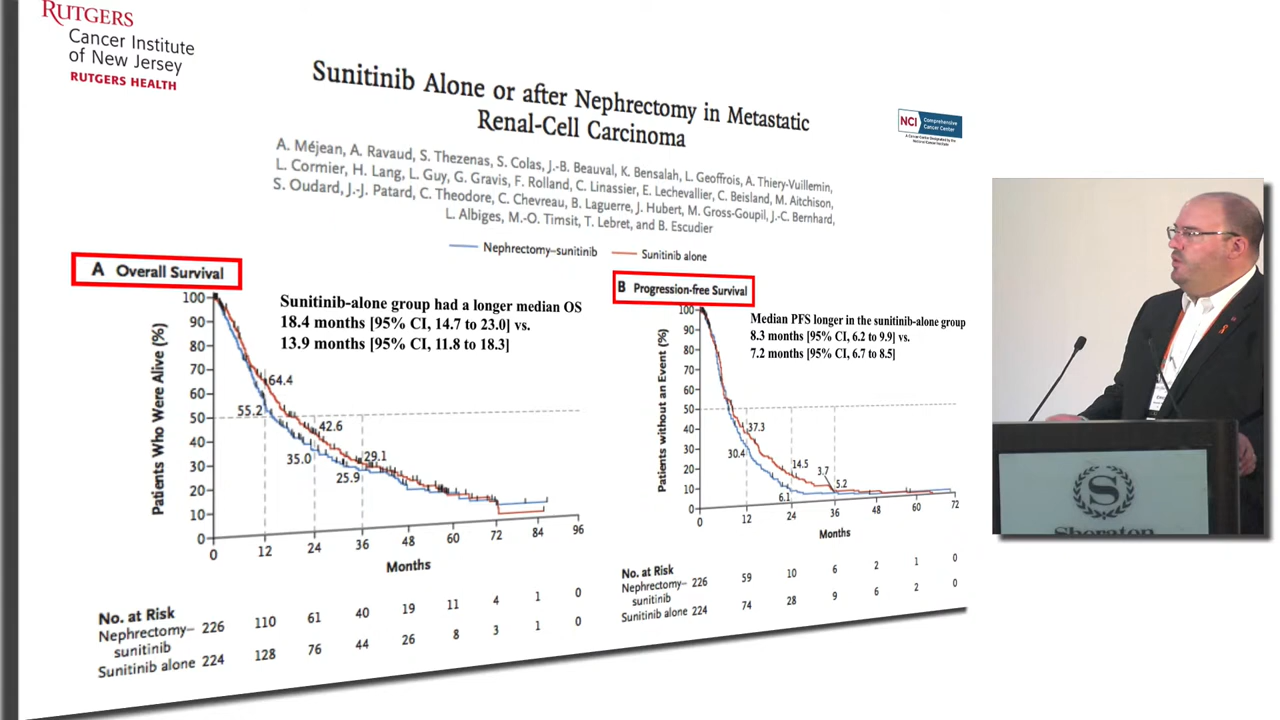 RUTGERS
Cancer Institute
of New Jersey
RUTGERS HEALTH
Sunitinib Alone or after Nephrectomy in Metastatic
Renal-Cell Carcinoma
NCI
Comprehensive
Cancer Center
A. Méjean, A. Ravaud, S. Thezenas, S. Colas, J.-B. Beauval, K. Bensalah, L. Geoffrois, A. Thiery-Vuillemin,
L. Cormier, H. Lang, L. Guy, G. Gravis, F. Rolland, C. Linassier, E. Lechevallier, C. Beisland, M. Aitchison,
S. Oudard, J.-J. Patard, C. Theodore, C. Chevreau, B. Laguerre, J. Hubert, M. Gross-Goupil, J.-C. Bernhard,
L. Albiges, M.-O. Timsit, T. Lebret, and B. Escudier
Nephrectomy–sunitinib Sunitinib alone
A Overall Survival
Sunitinib-alone group had a longer median OS
18.4 months [95% CI, 14.7 to 23.0] vs.
13.9 months [95% CI, 11.8 to 18.3]
Patients Who Were Alive (%)
100
90
80
70
60
50
40
30
20
10
0
64.4
55.2
42.6
35.0
29.1
25.9
0 12 24 36 48 60 72 84 96
Months
No. at Risk
Nephrectomy– 226 110 61 40 19 11 4 1 0
sunitinib
Sunitinib alone 224 128 76 44 26 8 3 1 0
B Progression-free Survival
Median PFS longer in the sunitinib-alone group
8.3 months [95% CI, 6.2 to 9.9] vs.
7.2 months [95% CI, 6.7 to 8.5]
Patients without an Event (%)
100
90
80
70
60
50
40
30
20
10
0
37.3
30.4
14.5
6.1
3.7
5.2
0 12 24 36 48 60 72
Months
No. at Risk
Nephrectomy– 226 59 10 6 2 1 0
sunitinib
Sunitinib alone 224 74 28 9 6 2 0
S
Sheraton